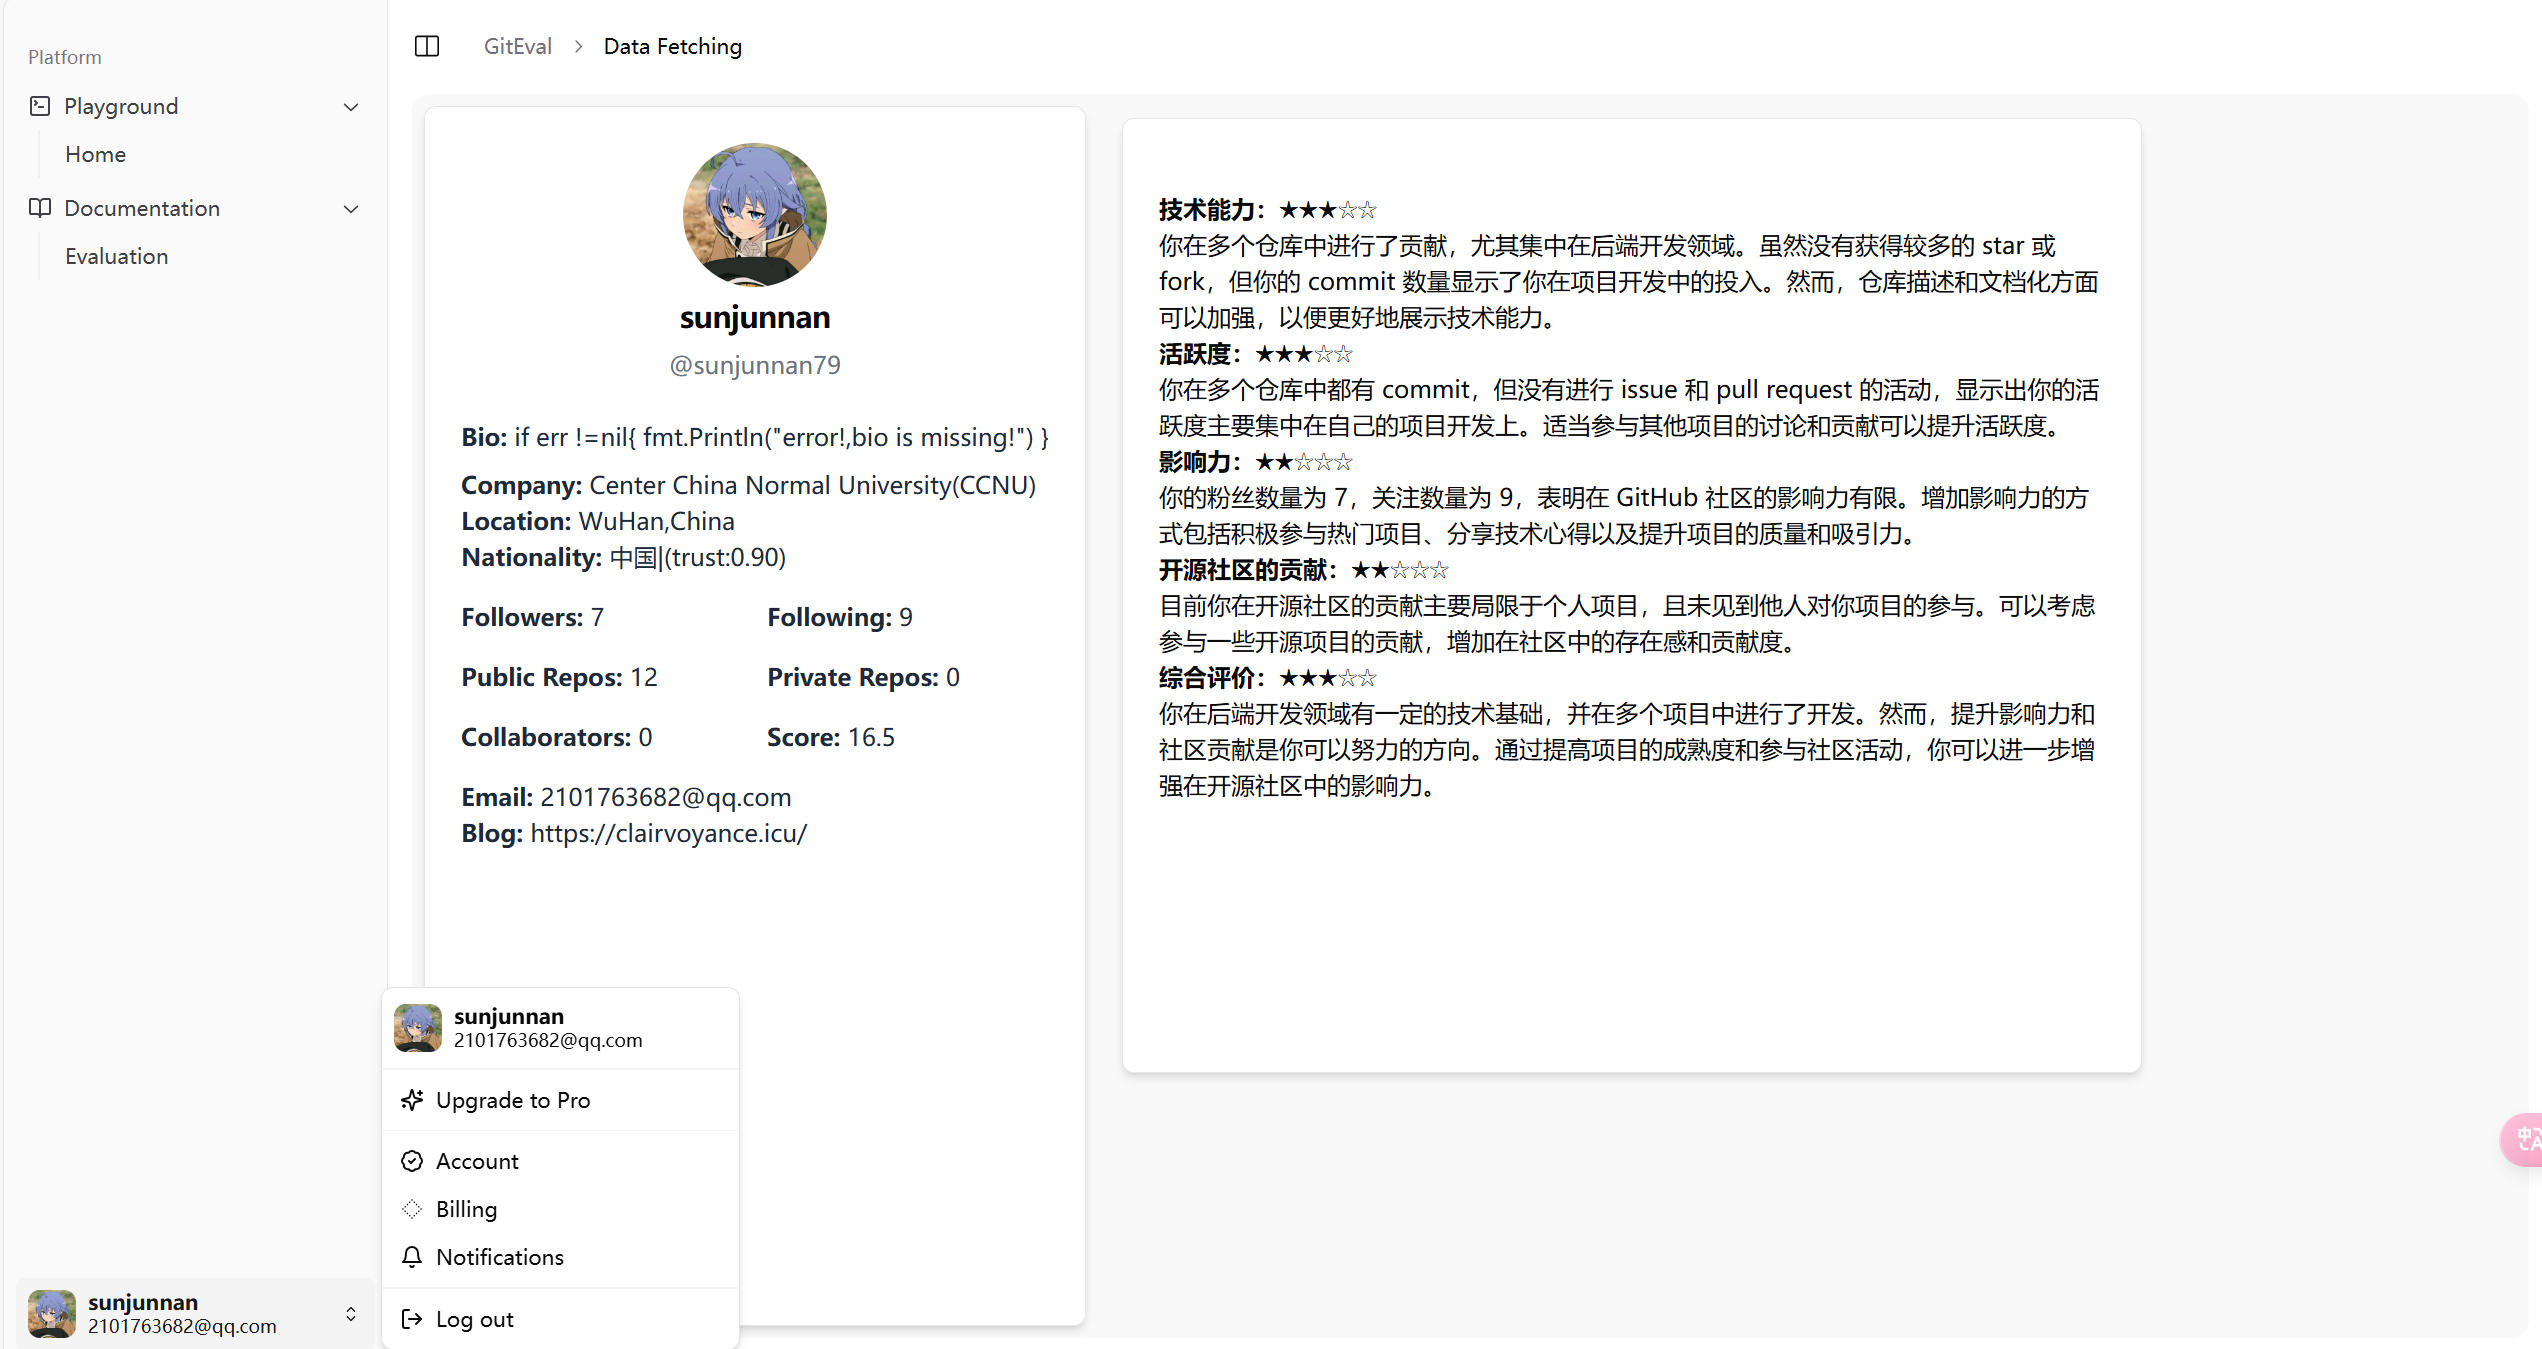 Platform
Playground
Home
Documentation
Evaluation
GitEval
Data Fetching
sunjunnan
@sunjunnan79
Bio: if err !=nil{ fmt.Println("error!,bio is missing!") }
Company: Center China Normal University(CCNU)
Location: WuHan,China
Nationality: 中国|(trust:0.90)
Followers: 7
Following: 9
Public Repos: 12
Private Repos: 0
Collaborators: 0
Score: 16.5
Email: 2101763682@qq.com
Blog: https://clairvoyance.icu/
技术能力：★★★☆☆
你在多个仓库中进行了贡献，尤其集中在后端开发领域。虽然没有获得较多的 star 或
fork，但你的 commit 数量显示了你在项目开发中的投入。然而，仓库描述和文档化方面
可以加强，以便更好地展示技术能力。
活跃度：★★★☆☆
你在多个仓库中都有 commit，但没有进行 issue 和 pull request 的活动，显示出你的活
跃度主要集中在自己的项目开发上。适当参与其他项目的讨论和贡献可以提升活跃度。
影响力：★★☆☆☆
你的粉丝数量为 7，关注数量为 9，表明在 GitHub 社区的影响力有限。增加影响力的方
式包括积极参与热门项目、分享技术心得以及提升项目的质量和吸引力。
开源社区的贡献：★★☆☆☆
目前你在开源社区的贡献主要局限于个人项目，且未见到他人对你项目的参与。可以考虑
参与一些开源项目的贡献，增加在社区中的存在感和贡献度。
综合评价：★★★☆☆
你在后端开发领域有一定的技术基础，并在多个项目中进行了开发。然而，提升影响力和
社区贡献是你可以努力的方向。通过提高项目的成熟度和参与社区活动，你可以进一步增
强在开源社区中的影响力。
sunjunnan
2101763682@qq.com
Upgrade to Pro
Account
Billing
Notifications
Log out
sunjunnan
2101763682@qq.com